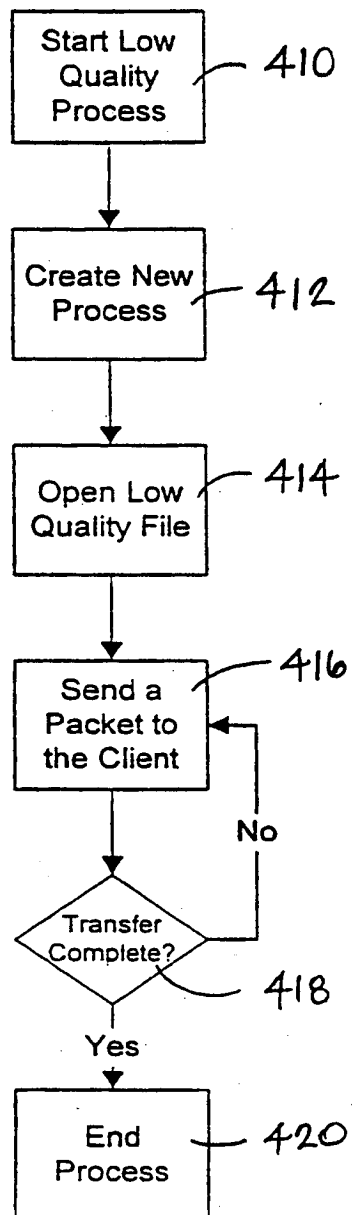 Start Low
Quality
Process
410
Create New
Process
412
Open Low
Quality File
414
Send a
Packet to
the Client
416
No
Transfer
Complete?
418
Yes
End
Process
420